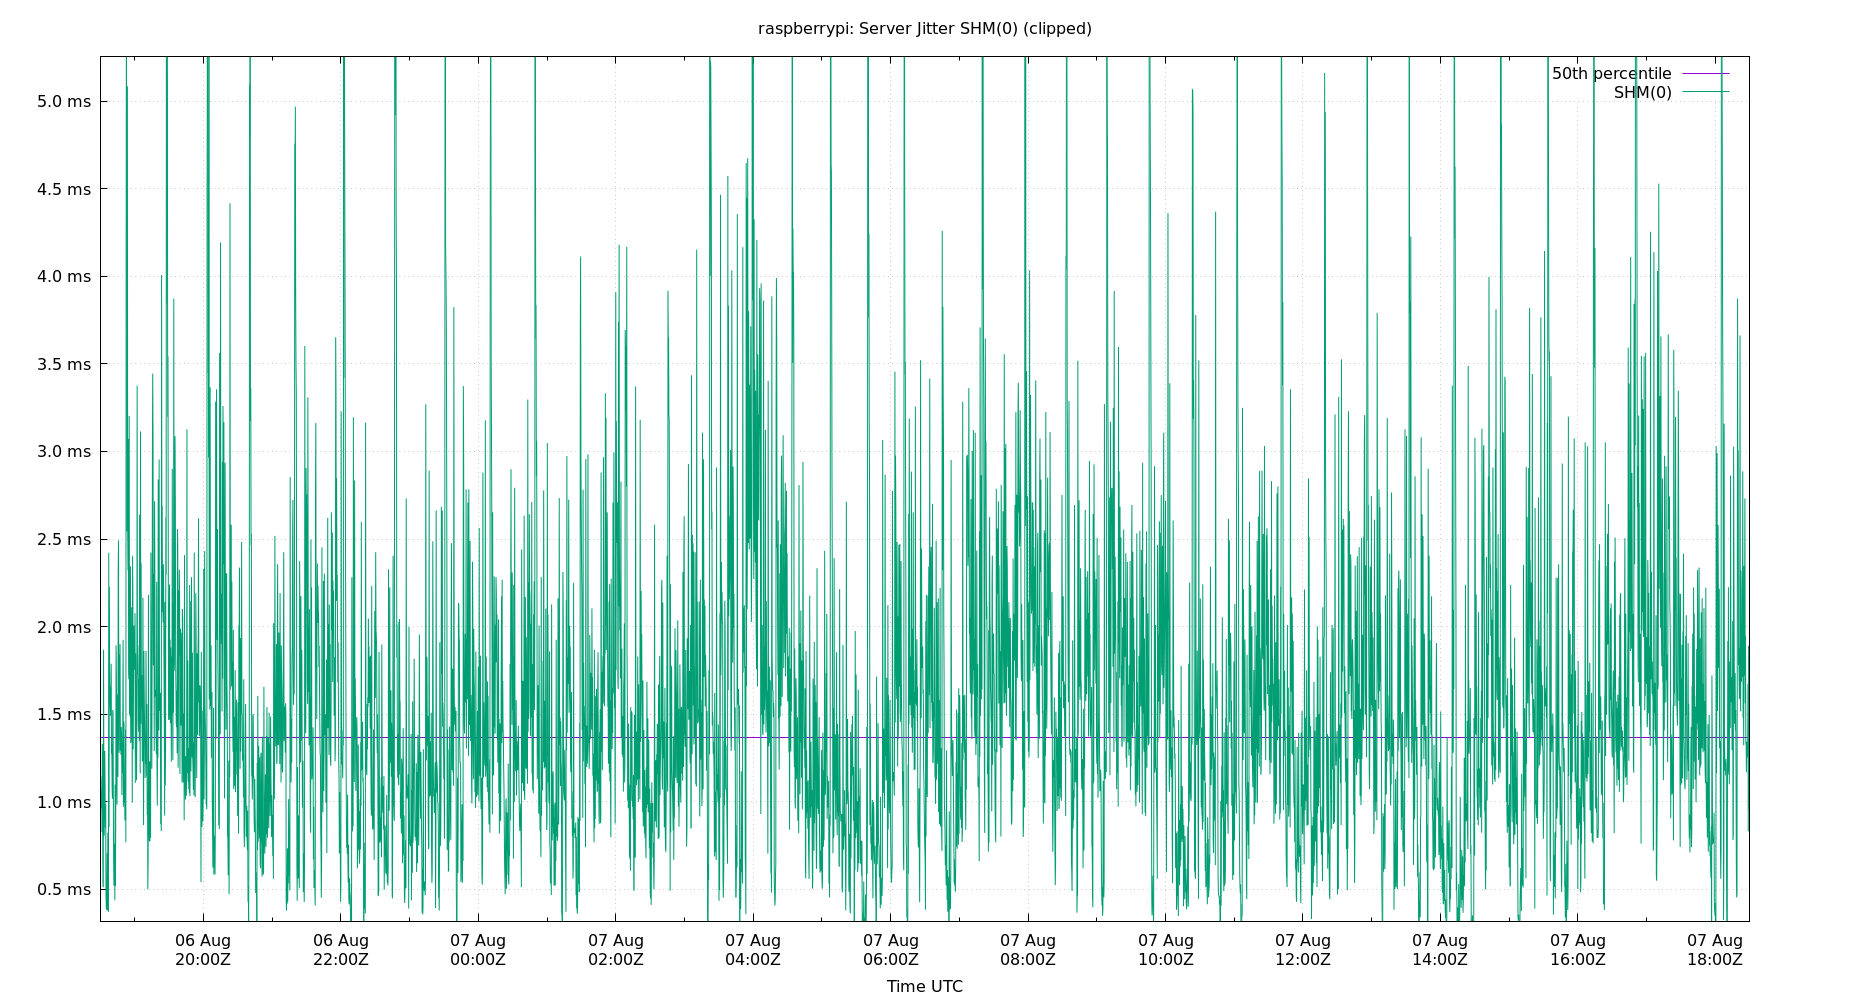 raspberrypi: Server Jitter SHM(0) (clipped)
50th percentile
SHM(0)
5.0 ms
4.5 ms
4.0 ms
3.5 ms
3.0 ms
2.5 ms
2.0 ms
1.5 ms
1.0 ms
0.5 ms
06 Aug 06 Aug 07 Aug 07 Aug 07 Aug 07 Aug 07 Aug 07 Aug 07 Aug 07 Aug 07 Aug 07 Aug
20:00Z 22:00Z 00:00Z 02:00Z 04:00Z 06:00Z 08:00Z 10:00Z 12:00Z 14:00Z 16:00Z 18:00Z
Time UTC